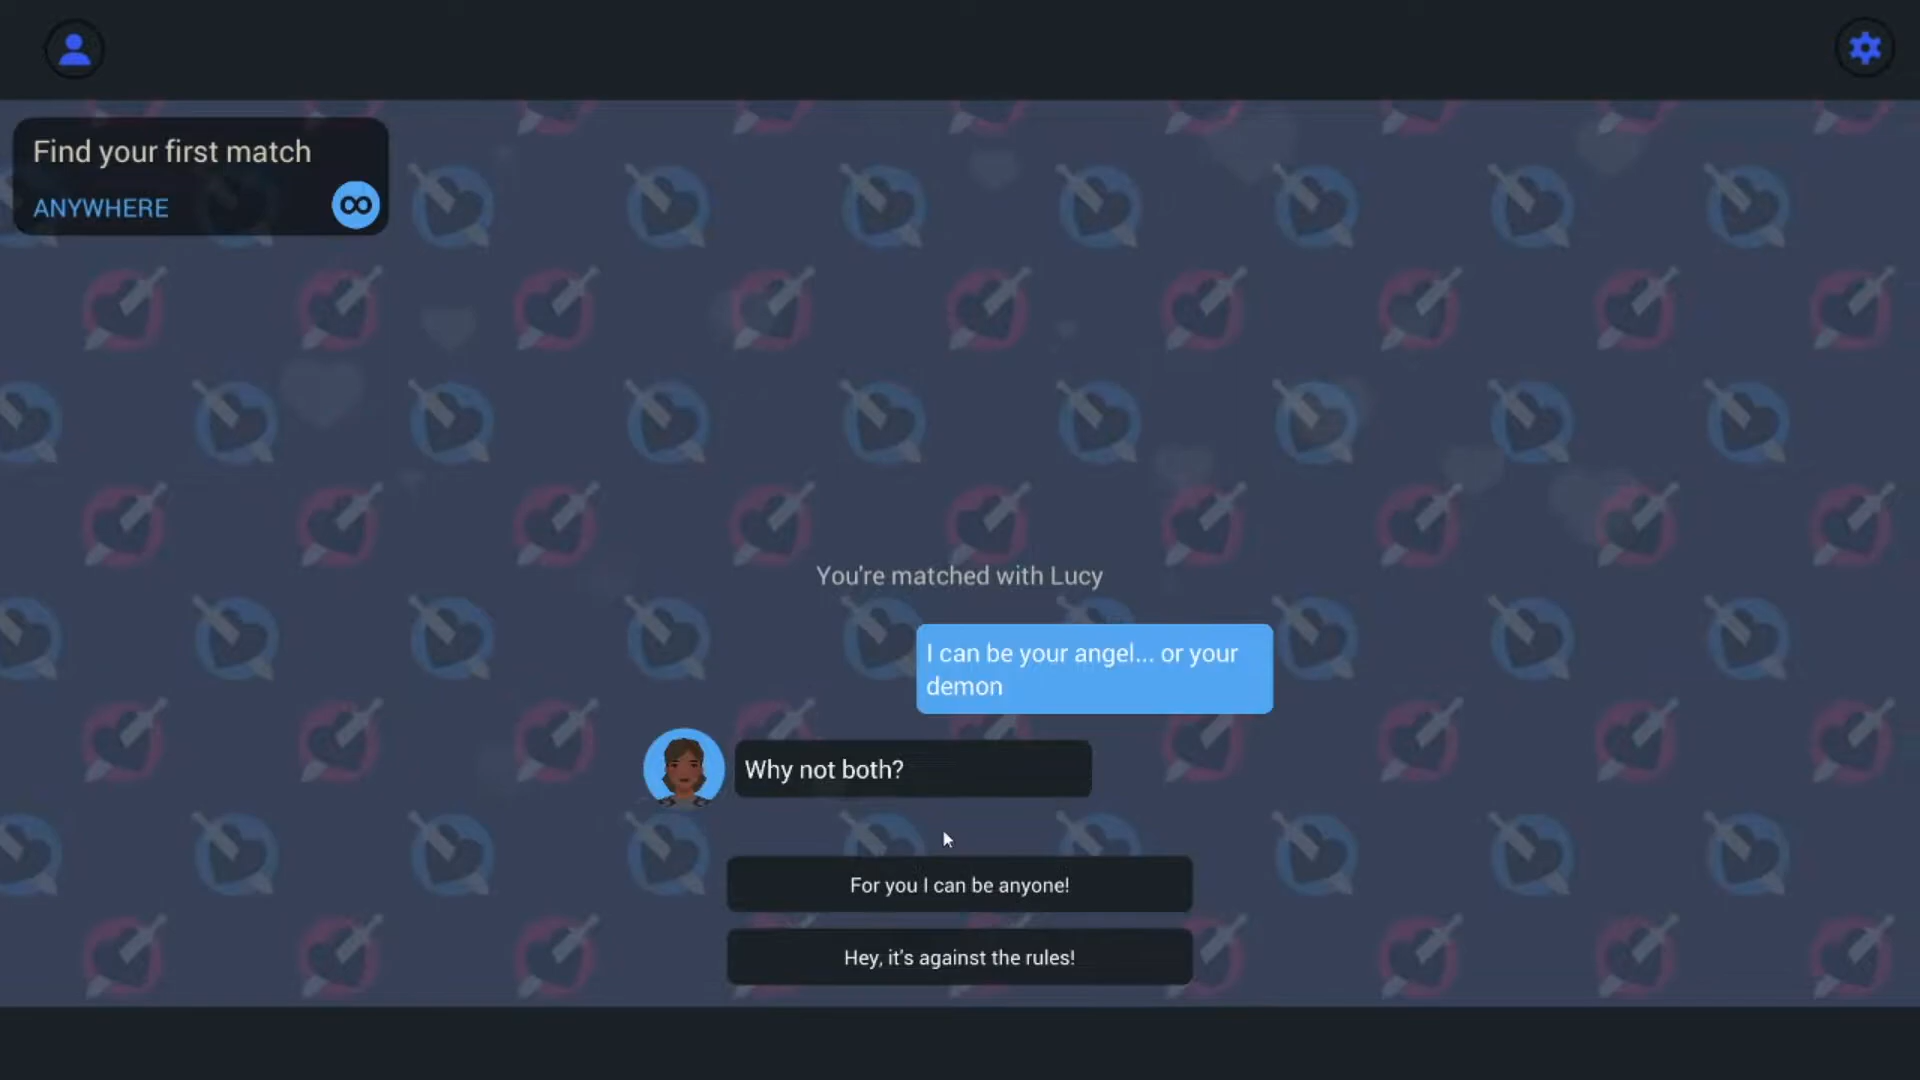 Find your first match
ANYWHERE
You're matched with Lucy
I can be your angel... or your
demon
Why not both?
For you I can be anyone!
Hey, it's against the rules!